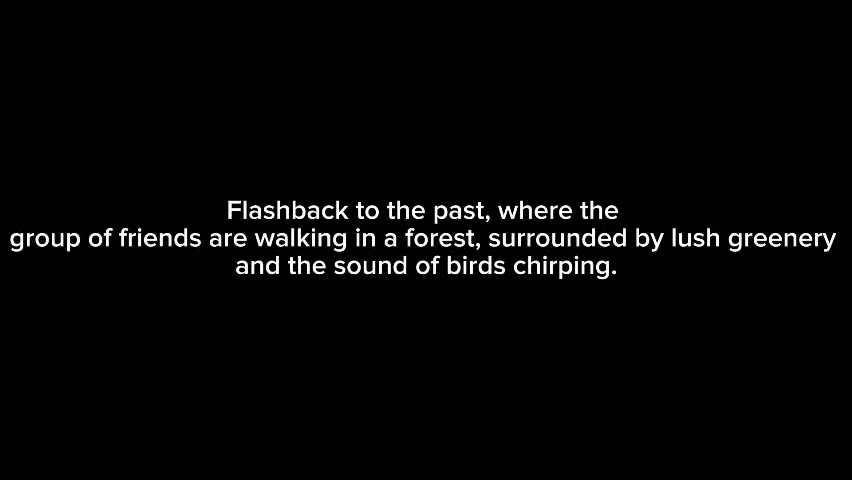 Flashback to the past, where the
group of friends are walking in a forest, surrounded by lush greenery
and the sound of birds chirping.